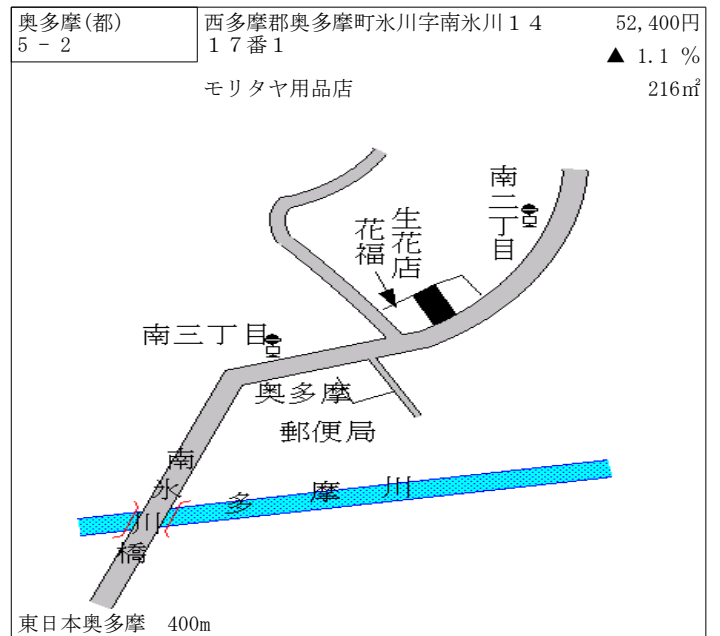 奥多摩(都)
5 - 2
西多摩郡奥多摩町氷川字南氷川１４
１７番１
52,400円
▲ 1.1 %
モリタヤ用品店
216㎡
南二丁目
生花店
花福
南三丁目
奥多摩
郵便局
南氷川橋
多摩川
東日本奥多摩 400m